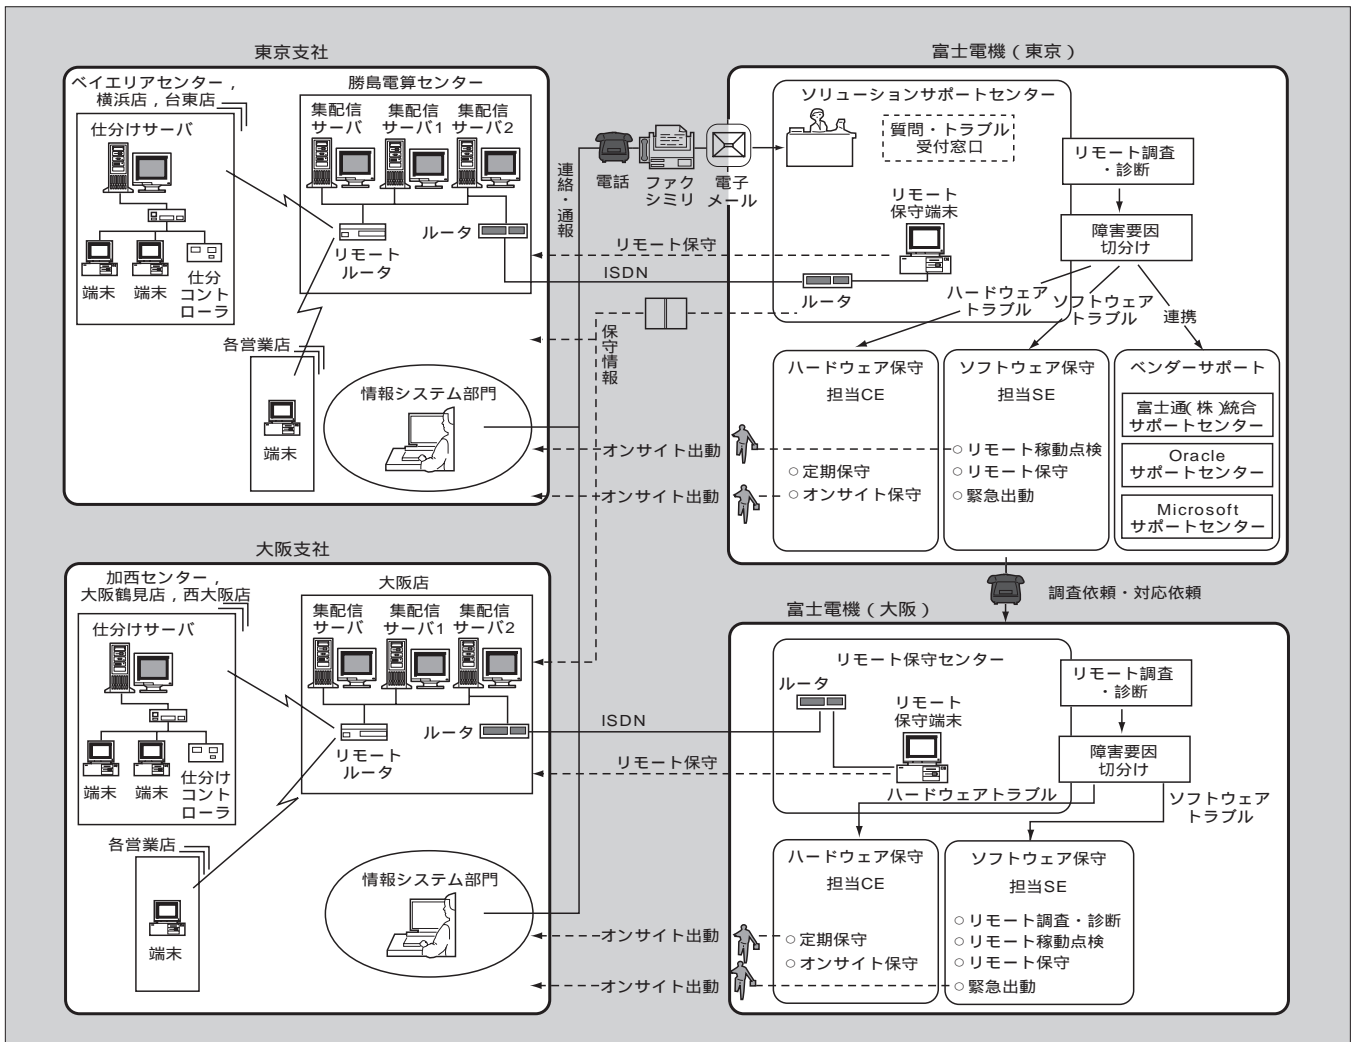 東京支社
ベイエリアセンター，
横浜店，台東店
仕分けサーバ
端末
端末
仕分
コント
ローラ
勝島電算センター
集配信
サーバ
集配信
サーバ1
集配信
サーバ2
リモート
ルータ
ルータ
各営業店
端末
情報システム部門
連絡・通報
電話
ファク
シミリ
電子
メール
リモート保守
ISDN
保守情報
オンサイト出動
オンサイト出動
富士電機（東京）
ソリューションサポートセンター
質問・トラブル
受付窓口
リモート
保守端末
ルータ
リモート調査
・診断
障害要因
切分け
ハードウェア
トラブル
ソフトウェア
トラブル
連携
ハードウェア保守
担当CE
○定期保守
○オンサイト保守
ソフトウェア保守
担当SE
○リモート稼動点検
○リモート保守
○緊急出動
ベンダーサポート
富士通（株）統合
サポートセンター
Oracle
サポートセンター
Microsoft
サポートセンター
調査依頼・対応依頼
大阪支社
加西センター，
大阪鶴見店，西大阪店
仕分けサーバ
端末
端末
仕分け
コント
ローラ
大阪店
集配信
サーバ
集配信
サーバ1
集配信
サーバ2
リモート
ルータ
ルータ
各営業店
端末
情報システム部門
ISDN
リモート保守
オンサイト出動
オンサイト出動
富士電機（大阪）
リモート保守センター
ルータ
リモート
保守端末
リモート調査
・診断
障害要因
切分け
ハードウェアトラブル
ソフトウェア
トラブル
ハードウェア保守
担当CE
○定期保守
○オンサイト保守
ソフトウェア保守
担当SE
○リモート調査・診断
○リモート稼動点検
○リモート保守
○緊急出動